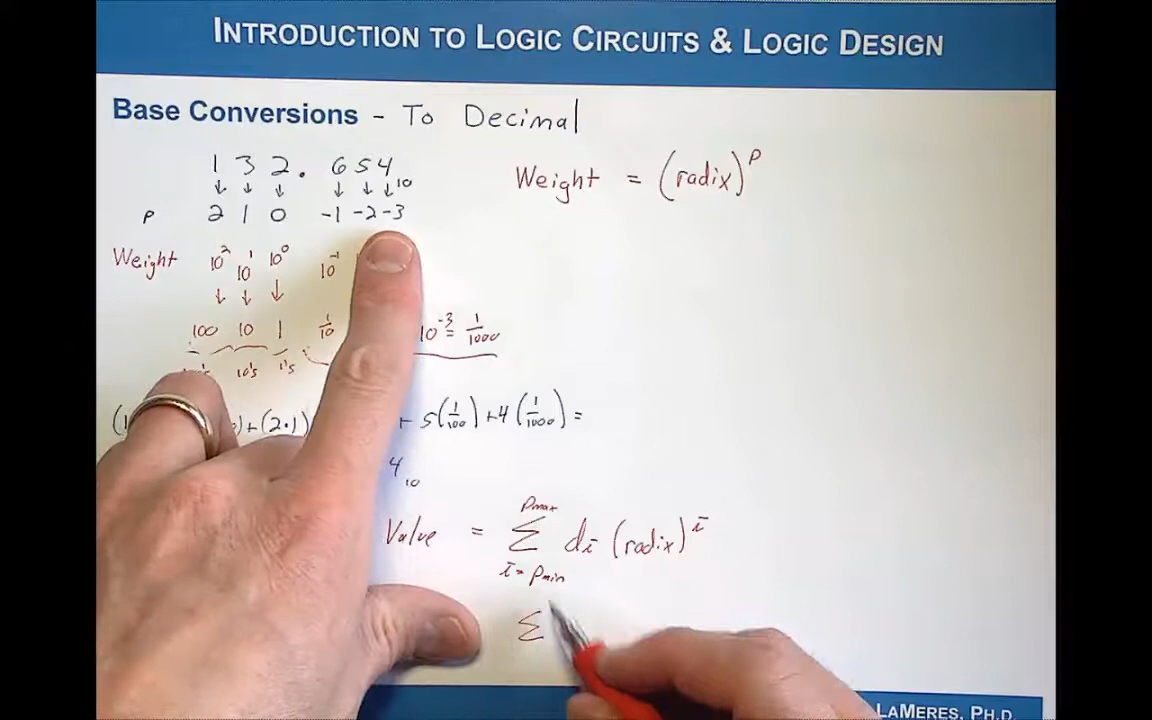 INTRODUCTION TO LOGIC CIRCUITS & LOGIC DESIGN
Base Conversions - To Decimal
1 3 2 . 6 5 4 10
Weight = (radix)^P
P 2 1 0 -1 -2 -3
Weight 10^2 10^1 10^0 10^-1
100 10 1 1/10 10^-3 = 1/1000
10's 1's
+(2·1) + 5(1/100) +4(1/1000) =
4 10
Value = Σ di (radix)^i
Pmax
i = Pmin
Σ
LAMERES, PH.D.